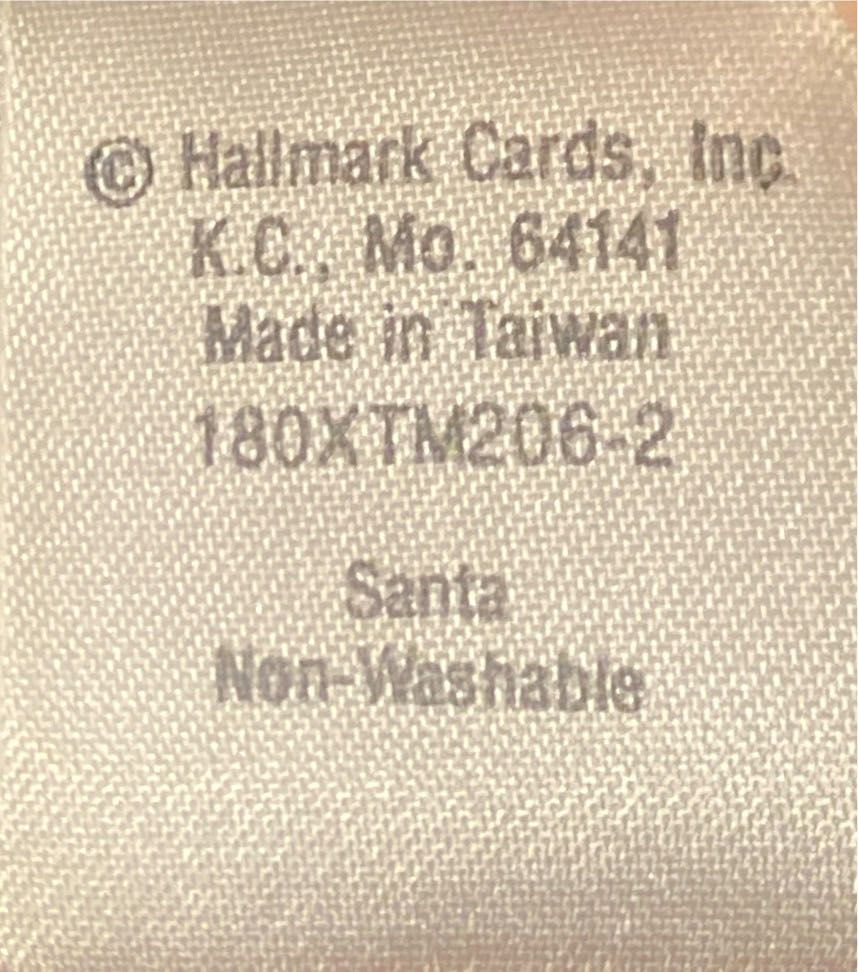 © Hallmark Cards, Inc.
K.C., Mo. 64141
Made in Taiwan
180XTM206-2
Santa
Non-Washable